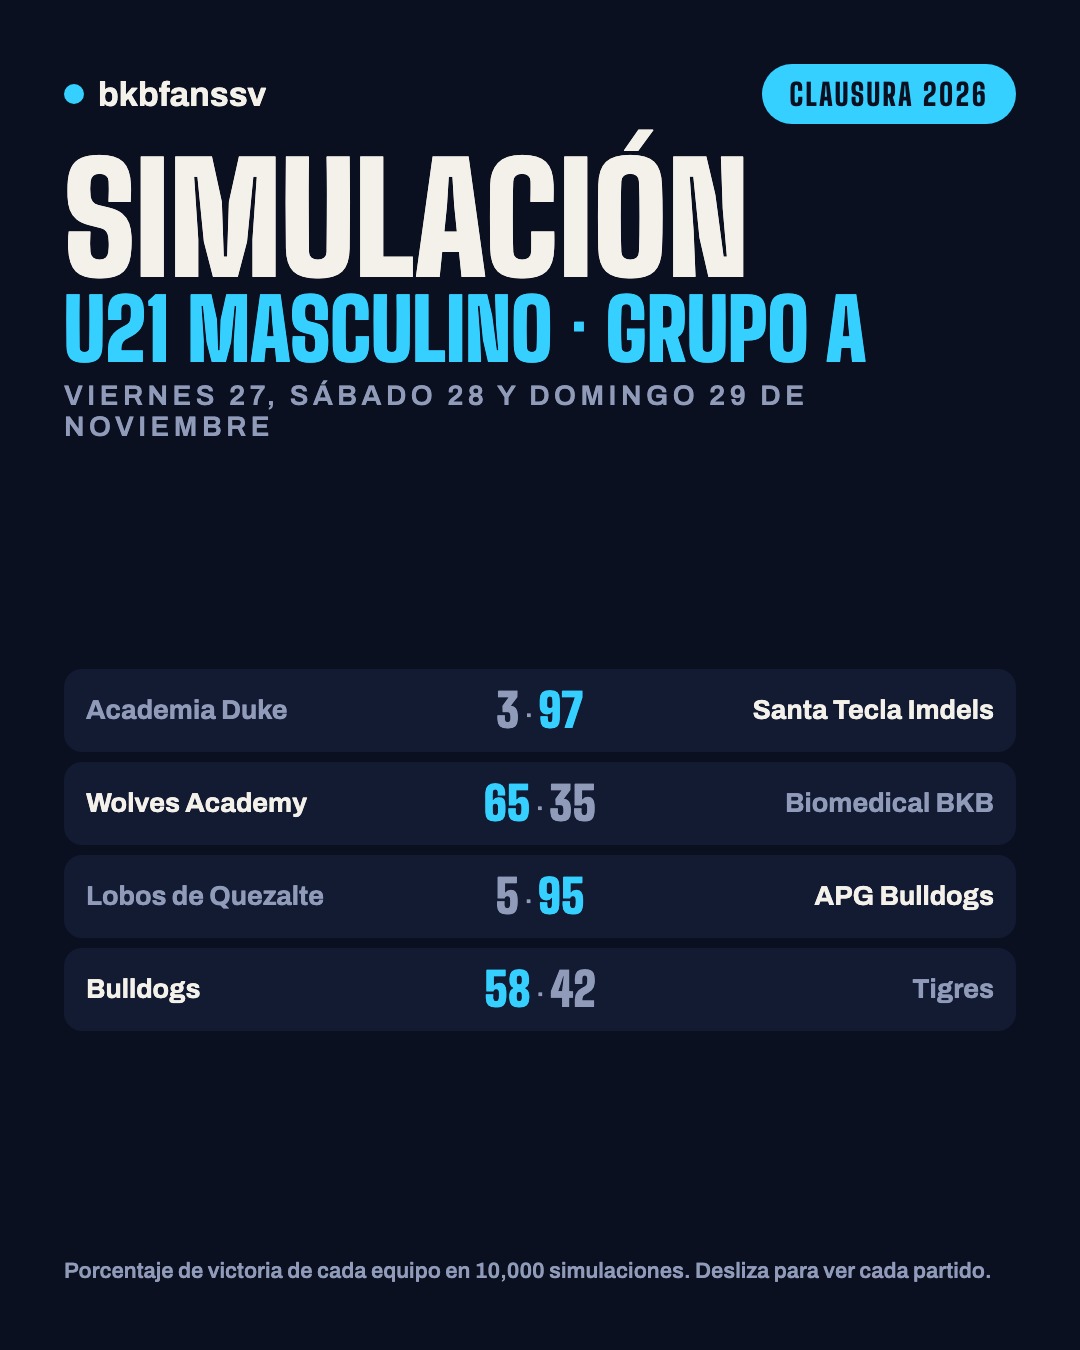 bkbfanssv
CLAUSURA 2026
SIMULACIÓN
U21 MASCULINO · GRUPO A
VIERNES 27, SÁBADO 28 Y DOMINGO 29 DE
NOVIEMBRE
Academia Duke 3 · 97 Santa Tecla Imdels
Wolves Academy 65 · 35 Biomedical BKB
Lobos de Quezalte 5 · 95 APG Bulldogs
Bulldogs 58 · 42 Tigres
Porcentaje de victoria de cada equipo en 10,000 simulaciones. Desliza para ver cada partido.